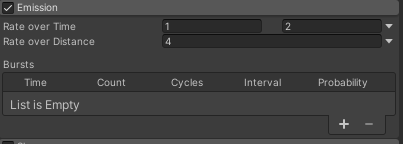 Emission
Rate over Time 1 2
Rate over Distance 4
Bursts
Time Count Cycles Interval Probability
List is Empty
+ −